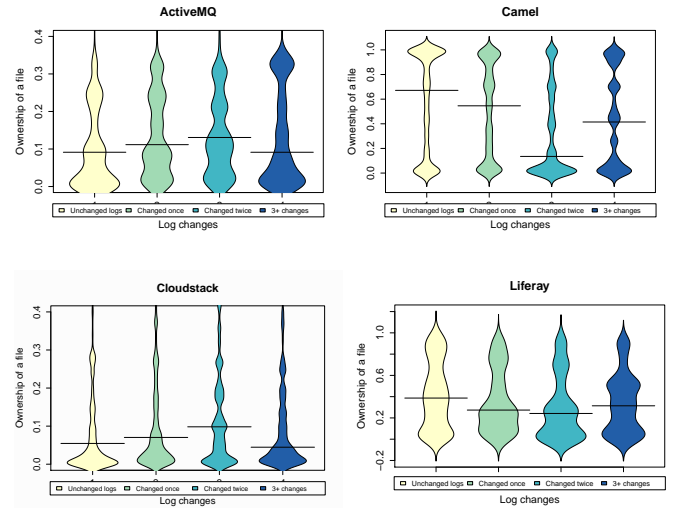 ActiveMQ
Ownership of a file
0.4
0.3
0.2
0.1
0.0
Unchanged logs Changed once Changed twice 3+ changes
Log changes
Camel
Ownership of a file
1.0
0.8
0.6
0.4
0.2
0.0
Unchanged logs Changed once Changed twice 3+ changes
Log changes
Cloudstack
Ownership of a file
0.4
0.3
0.2
0.1
0.0
Unchanged logs Changed once Changed twice 3+ changes
Log changes
Liferay
Ownership of a file
1.0
0.6
0.2
−0.2
Unchanged logs Changed once Changed twice 3+ changes
Log changes